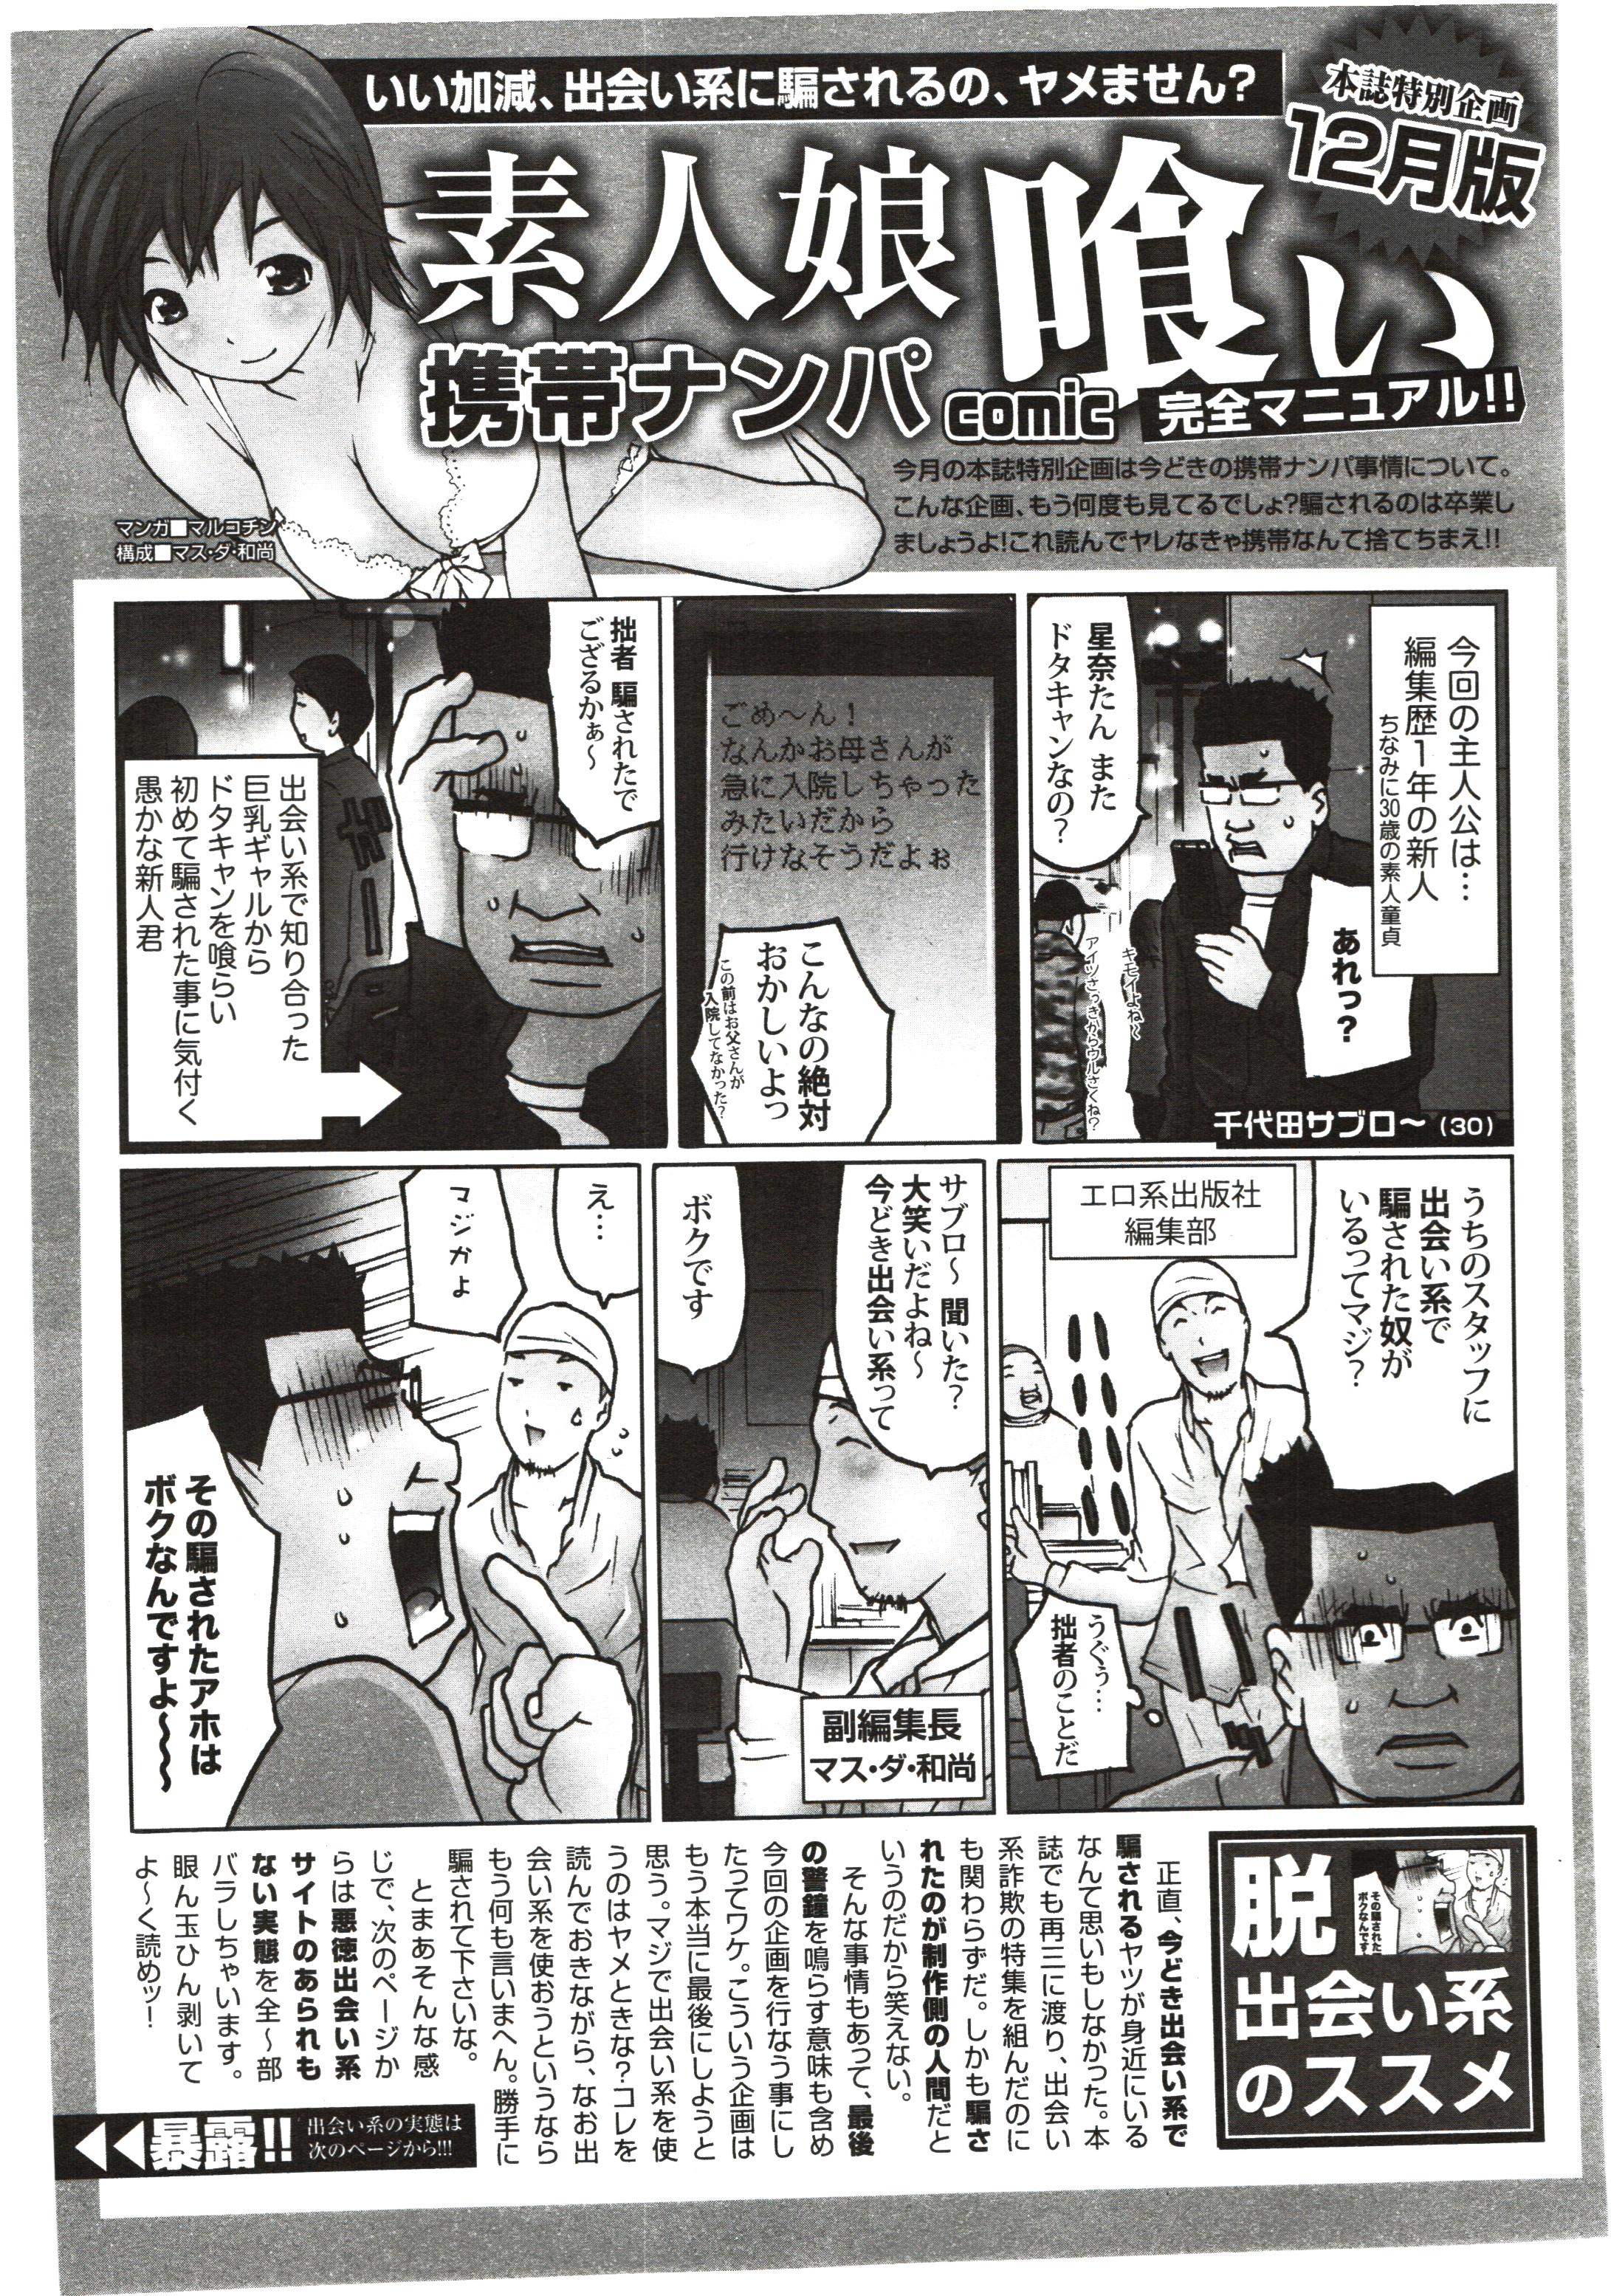 いい加減、出会い系に騙されるの、ヤメません?
本誌特別企画
12月版
素人娘喰い
携帯ナンパ
comic
完全マニュアル!!
今月の本誌特別企画は今どきの携帯ナンパ事情について。
こんな企画、もう何度も見てるでしょ?騙されるのは卒業し
ましょうよ!これ読んでヤレなきゃ携帯なんて捨てちまえ!!
マンガ■マルコチン
構成■マス・ダ・和尚
今回の主人公は…
編集歴1年の新人
ちなみに30歳の素人童貞
あれっ?
星奈たん また
ドタキャンなの?
キモイよね~
アイツさっきからウルさくね?
千代田サブロ~(30)
ごめ~ん!
なんかお母さんが
急に入院しちゃった
みたいだから
行けなそうだよぉ
こんなの絶対
おかしいよっ
この前はお父さんが
入院してなかった?
拙者 騙されたで
ござるかぁ~
出会い系で知り合った
巨乳ギャルから
ドタキャンを喰らい
初めて騙された事に気付く
愚かな新人君
うちのスタッフに
出会い系で
騙された奴が
いるってマジ?
エロ系出版社
編集部
うぐぅ…
拙者のことだ
サブロ~ 聞いた?
大笑いだよね~
今どき出会い系って
ボクです
副編集長
マス・ダ・和尚
え…
マジかよ
その騙されたアホは
ボクなんですよ~~~
脱
出会い系
のススメ
正直、今どき出会い系で
騙されるヤツが身近にいる
なんて思いもしなかった。本
誌でも再三に渡り、出会い
系詐欺の特集を組んだのに
も関わらずだ。しかも騙さ
れたのが制作側の人間だと
いうのだから笑えない。
そんな事情もあって、最後
の警鐘を鳴らす意味も含め
今回の企画を行なう事にし
たってワケ。こういう企画は
もう本当に最後にしようと
思う。マジで出会い系を使
うのはヤメときな?コレを
読んでおきながら、なお出
会い系を使おうというなら
もう何も言いまへん。勝手に
騙されて下さいな。
とまあそんな感
じで、次のページか
らは悪徳出会い系
サイトのあられも
ない実態を全~部
バラしちゃいます。
眼ん玉ひん剥いて
よ~く読めッ!
暴露!!
出会い系の実態は
次のページから!!!